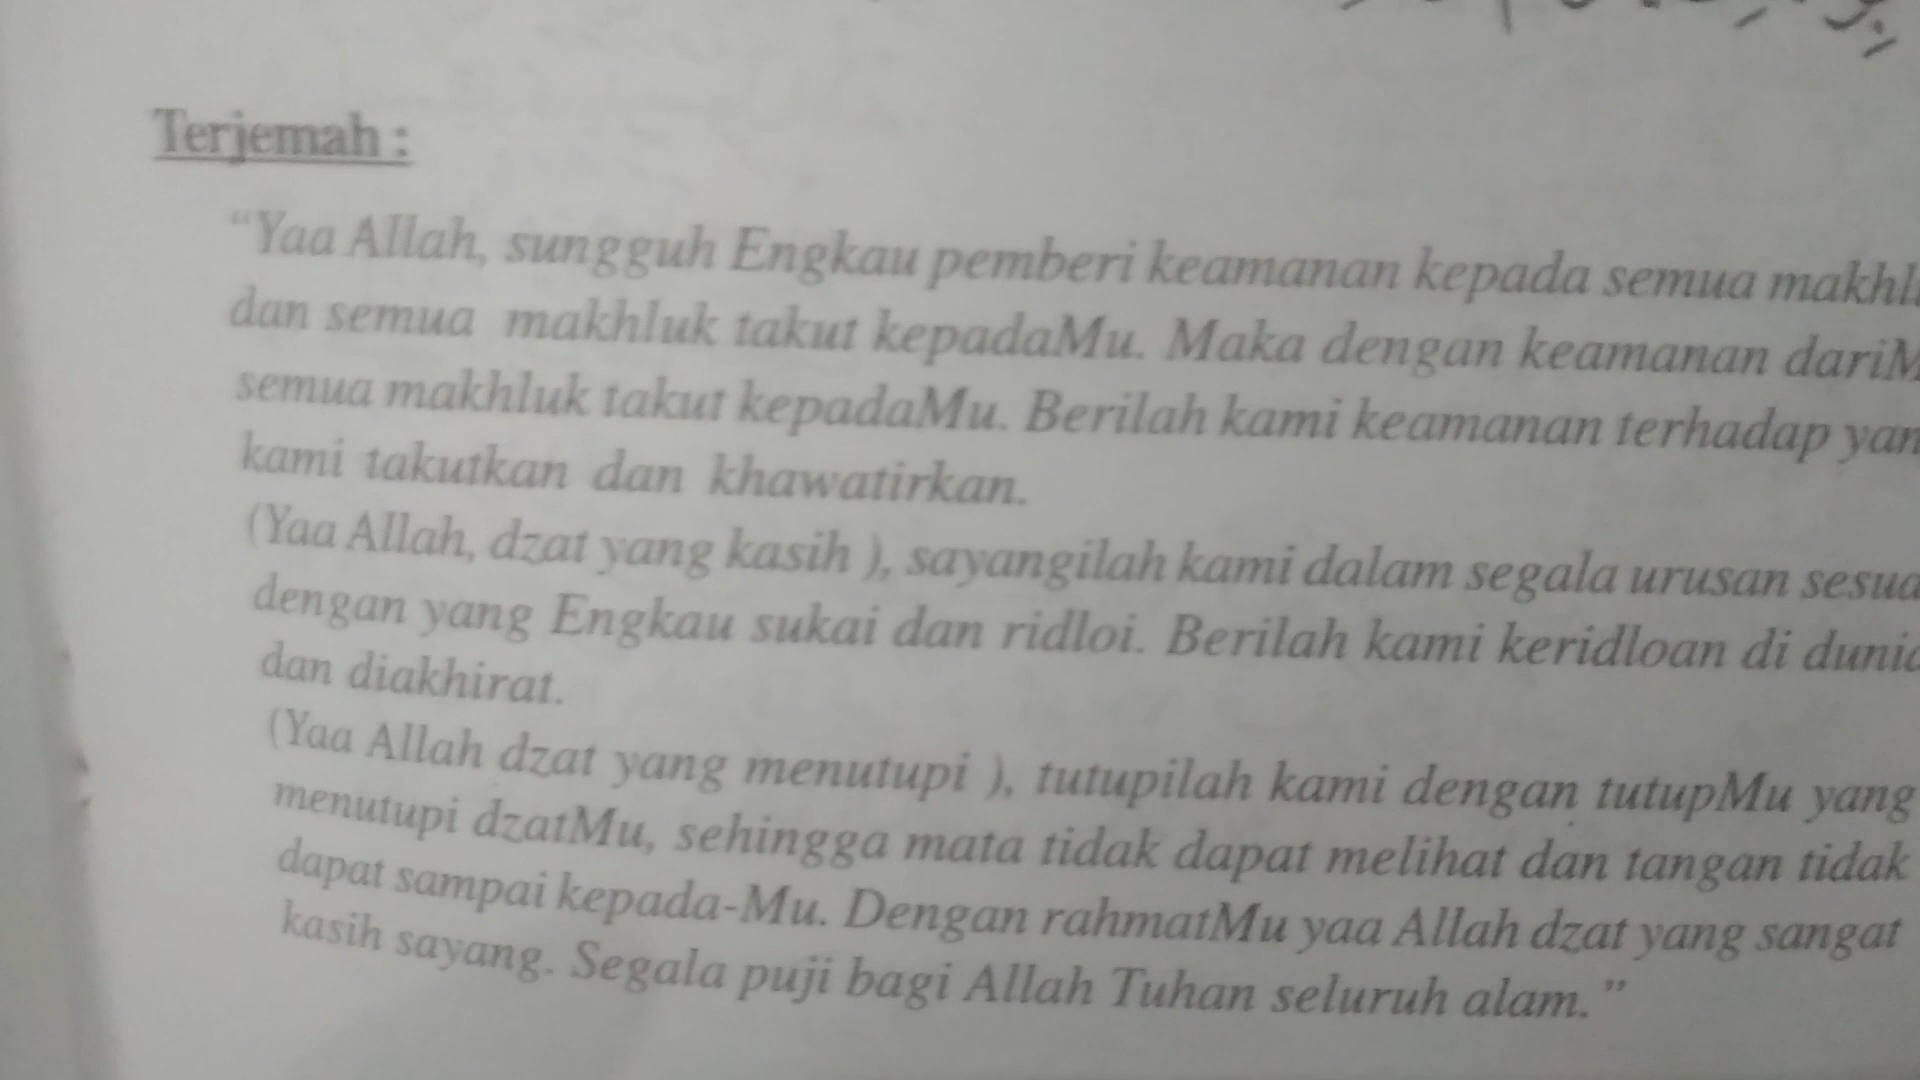 Terjemah :
"Yaa Allah, sungguh Engkau pemberi keamanan kepada semua
dan semua makhluk takut kepadaMu. Maka dengan keamanan
semua makhluk takut kepadaMu. Berilah kami keamanan terhadap
kami takutkan dan khawatirkan.
(Yaa Allah, dzat yang kasih ), sayangilah kami dalam segala urusan
dengan yang Engkau sukai dan ridloi. Berilah kami keridloan di
dan diakhirat.
(Yaa Allah dzat yang menutupi ), tutupilah kami dengan tutupMu yang
menutupi dzatMu, sehingga mata tidak dapat melihat dan tangan tidak
dapat sampai kepada-Mu. Dengan rahmatMu yaa Allah dzat yang sangat
kasih sayang. Segala puji bagi Allah Tuhan seluruh alam."